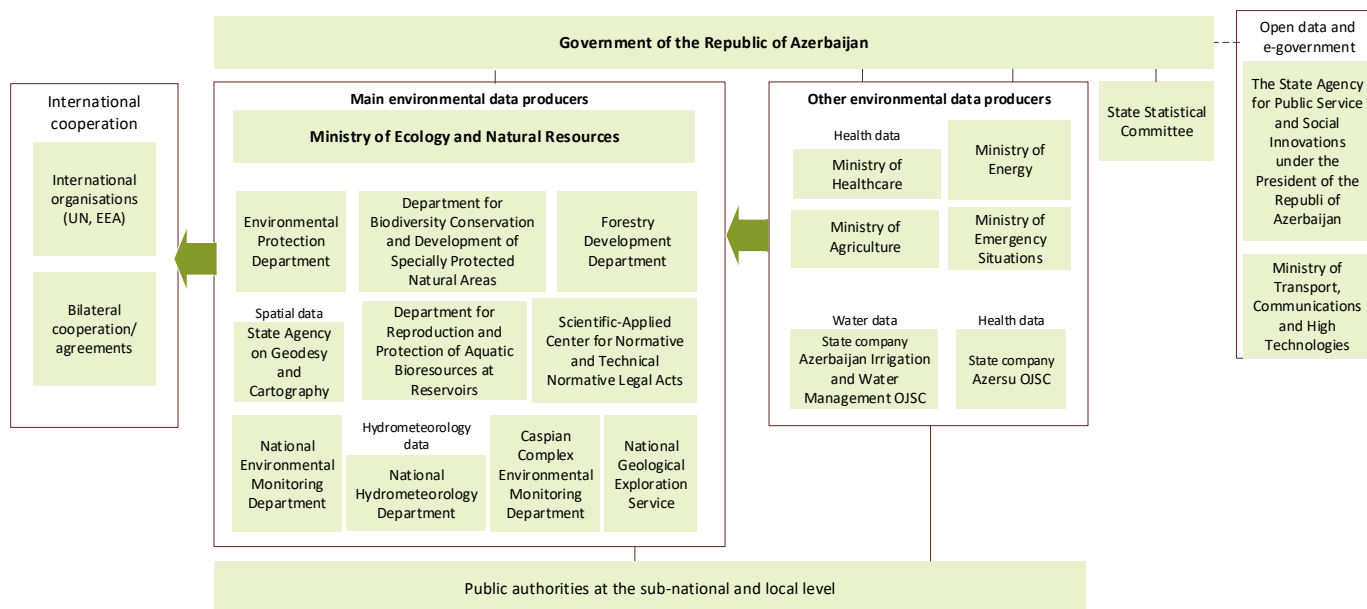 Government of the Republic of Azerbaijan
International
cooperation
International
organisations
(UN, EEA)
Bilateral
cooperation/
agreements
Main environmental data producers
Ministry of Ecology and Natural Resources
Environmental
Protection
Department
Department for
Biodiversity Conservation
and Development of
Specially Protected
Natural Areas
Forestry
Development
Department
Spatial data
State Agency
on Geodesy
and
Cartography
Department for
Reproduction and
Protection of Aquatic
Bioresources at
Reservoirs
Scientific-Applied
Center for Normative
and Technical
Normative Legal Acts
National
Environmental
Monitoring
Department
Hydrometeorology
data
National
Hydrometeorology
Department
Caspian
Complex
Environmental
Monitoring
Department
National
Geological
Exploration
Service
Other environmental data producers
Health data
Ministry of
Healthcare
Ministry of
Energy
Ministry of
Agriculture
Ministry of
Emergency
Situations
Water data
State company
Azerbaijan Irrigation
and Water
Management OJSC
Health data
State company
Azersu OJSC
State Statistical
Committee
Open data and
e-government
The State Agency
for Public Service
and Social
Innovations
under the
President of the
Republi of
Azerbaijan
Ministry of
Transport,
Communications
and High
Technologies
Public authorities at the sub-national and local level